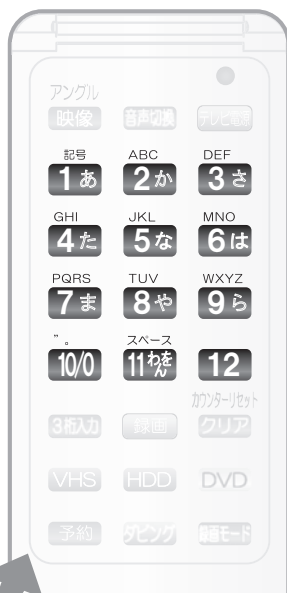 アングル
映像 音声切換 テレビ電源
記号 ABC DEF
1あ 2か 3さ
GHI JKL MNO
4た 5な 6は
PQRS TUV WXYZ
7ま 8や 9ら
”。 スペース
10/0 11わをん 12
カウンターリセット
3桁入力 録画 クリア
VHS HDD DVD
予約 ダビング 録画モード